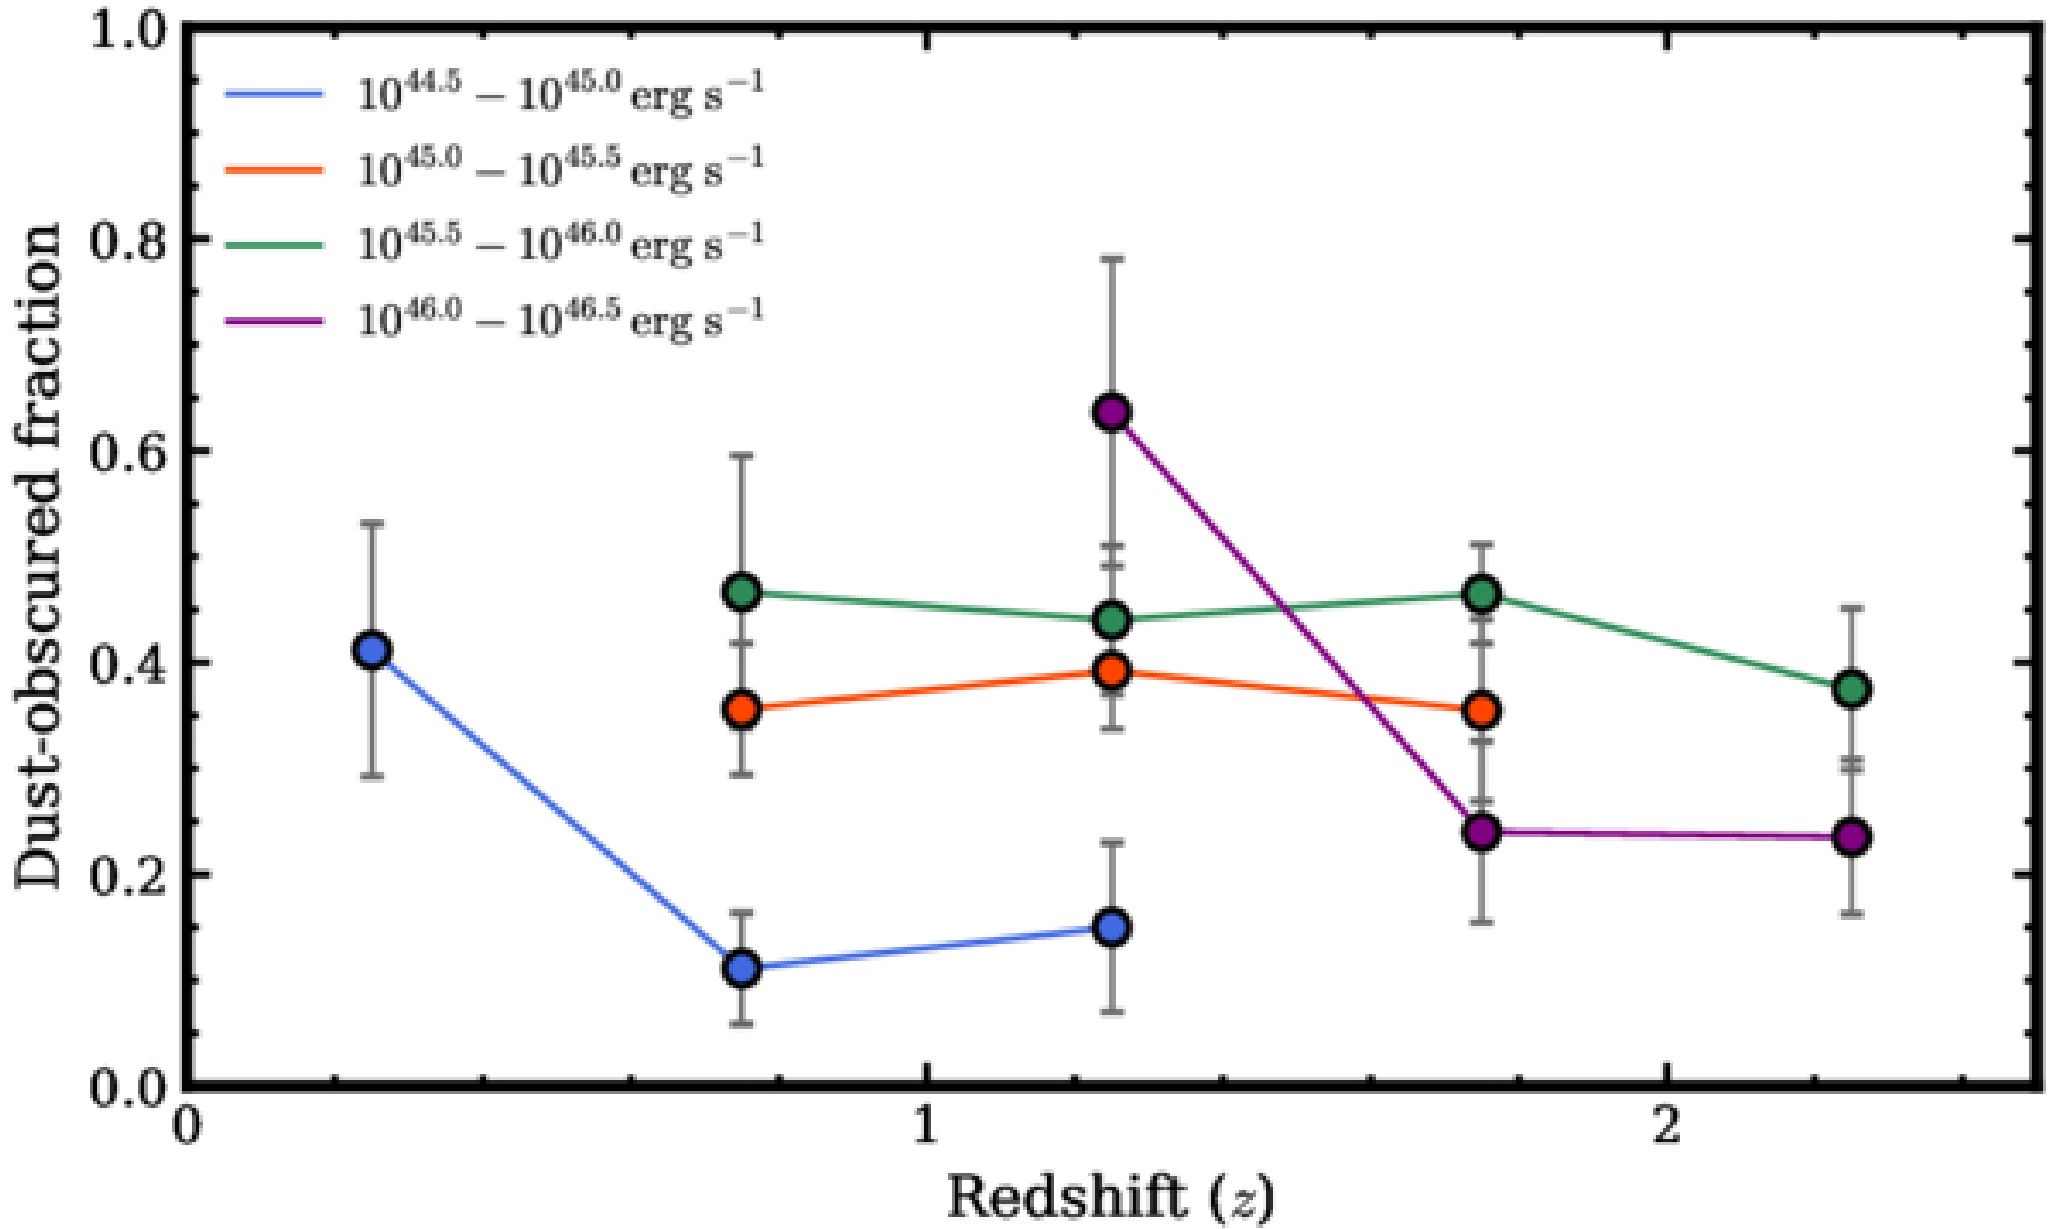 1.0
10^44.5 − 10^45.0 erg s^−1
10^45.0 − 10^45.5 erg s^−1
10^45.5 − 10^46.0 erg s^−1
10^46.0 − 10^46.5 erg s^−1
0.8
0.6
0.4
0.2
0.0
Dust-obscured fraction
0 1 2
Redshift (z)